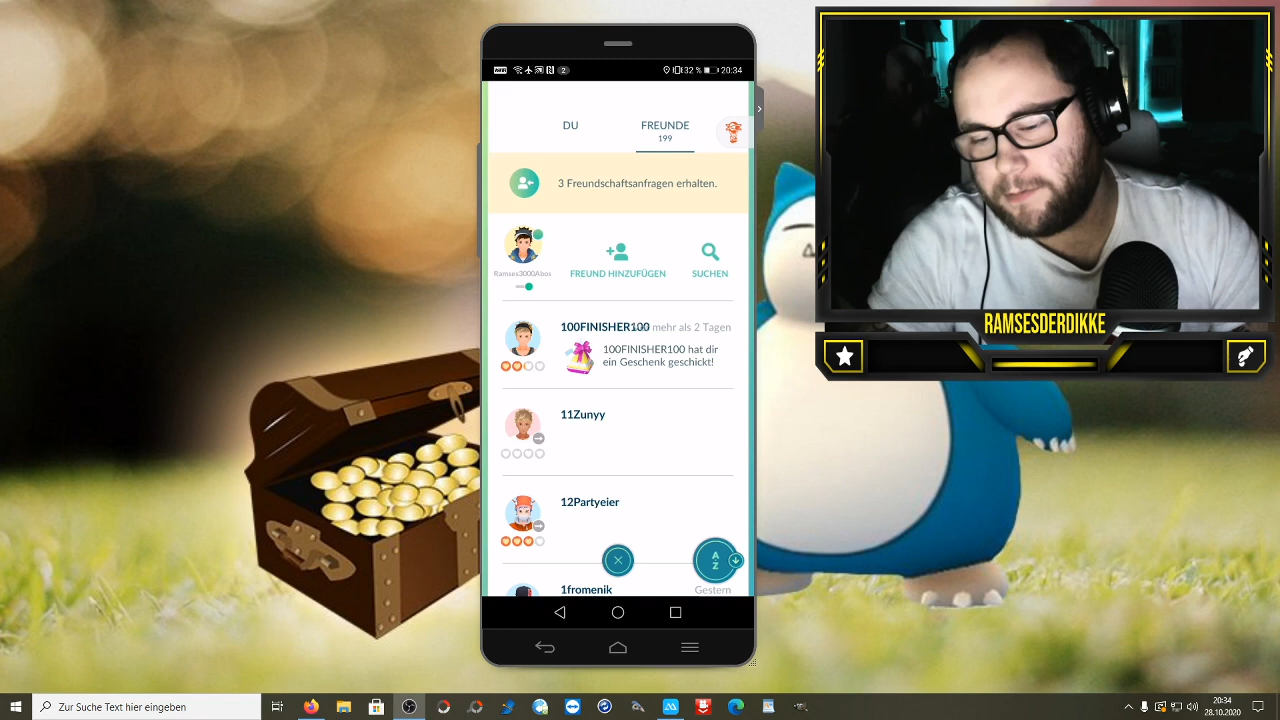 2
32 %
20:34
DU
FREUNDE
199
3 Freundschaftsanfragen erhalten.
Ramses3000Abos
FREUND HINZUFÜGEN
SUCHEN
100FINISHER100 mehr als 2 Tagen
100FINISHER100 hat dir
ein Geschenk geschickt!
11Zunyy
12Partyeier
A
Z
1fromenik
Gestern
RAMSESDERDIKKE
Zur Suche Text hier eingeben
20:34
28.10.2020